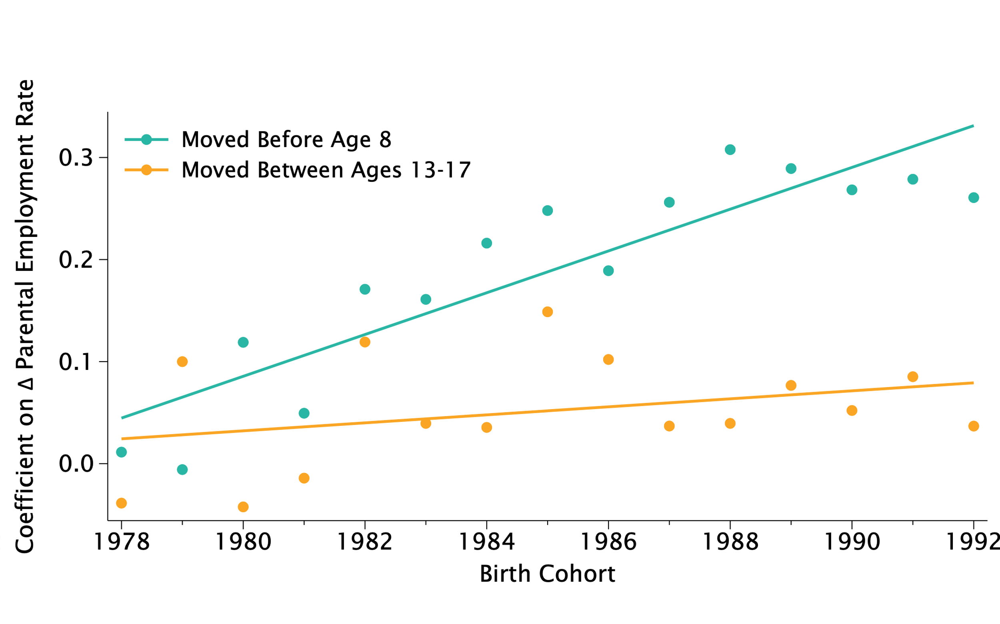 Coefficient on Δ Parental Employment Rate
Moved Before Age 8
Moved Between Ages 13-17
0.3
0.2
0.1
0.0
1978 1980 1982 1984 1986 1988 1990 1992
Birth Cohort